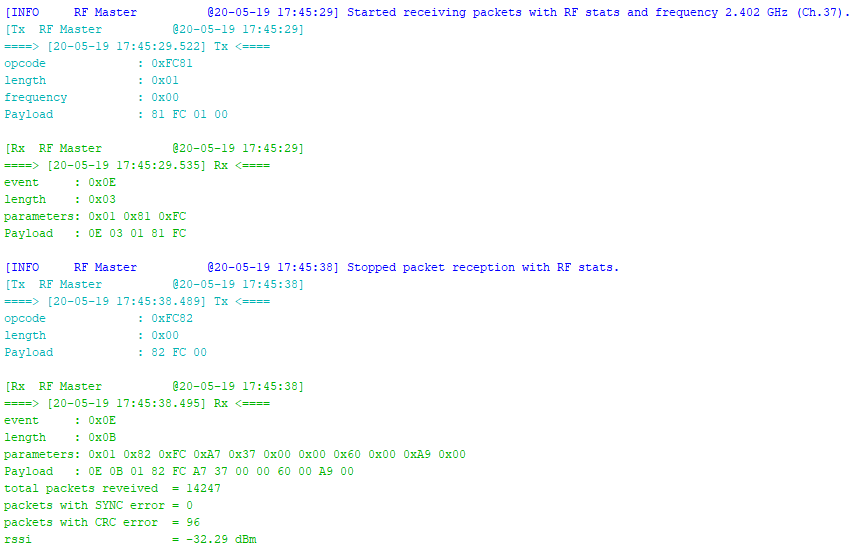 [INFO     RF Master          @20-05-19 17:45:29] Started receiving packets with RF stats and frequency 2.402 GHz (Ch.37).
[Tx  RF Master          @20-05-19 17:45:29]
====> [20-05-19 17:45:29.522] Tx <====
opcode             : 0xFC81
length             : 0x01
frequency          : 0x00
Payload            : 81 FC 01 00
[Rx  RF Master          @20-05-19 17:45:29]
====> [20-05-19 17:45:29.535] Rx <====
event     : 0x0E
length    : 0x03
parameters: 0x01 0x81 0xFC
Payload   : 0E 03 01 81 FC
[INFO     RF Master          @20-05-19 17:45:38] Stopped packet reception with RF stats.
[Tx  RF Master          @20-05-19 17:45:38]
====> [20-05-19 17:45:38.489] Tx <====
opcode             : 0xFC82
length             : 0x00
Payload            : 82 FC 00
[Rx  RF Master          @20-05-19 17:45:38]
====> [20-05-19 17:45:38.495] Rx <====
event     : 0x0E
length    : 0x0B
parameters: 0x01 0x82 0xFC 0xA7 0x37 0x00 0x00 0x60 0x00 0xA9 0x00
Payload   : 0E 0B 01 82 FC A7 37 00 00 60 00 A9 00
total packets reveived  = 14247
packets with SYNC error = 0
packets with CRC error  = 96
rssi                    = -32.29 dBm